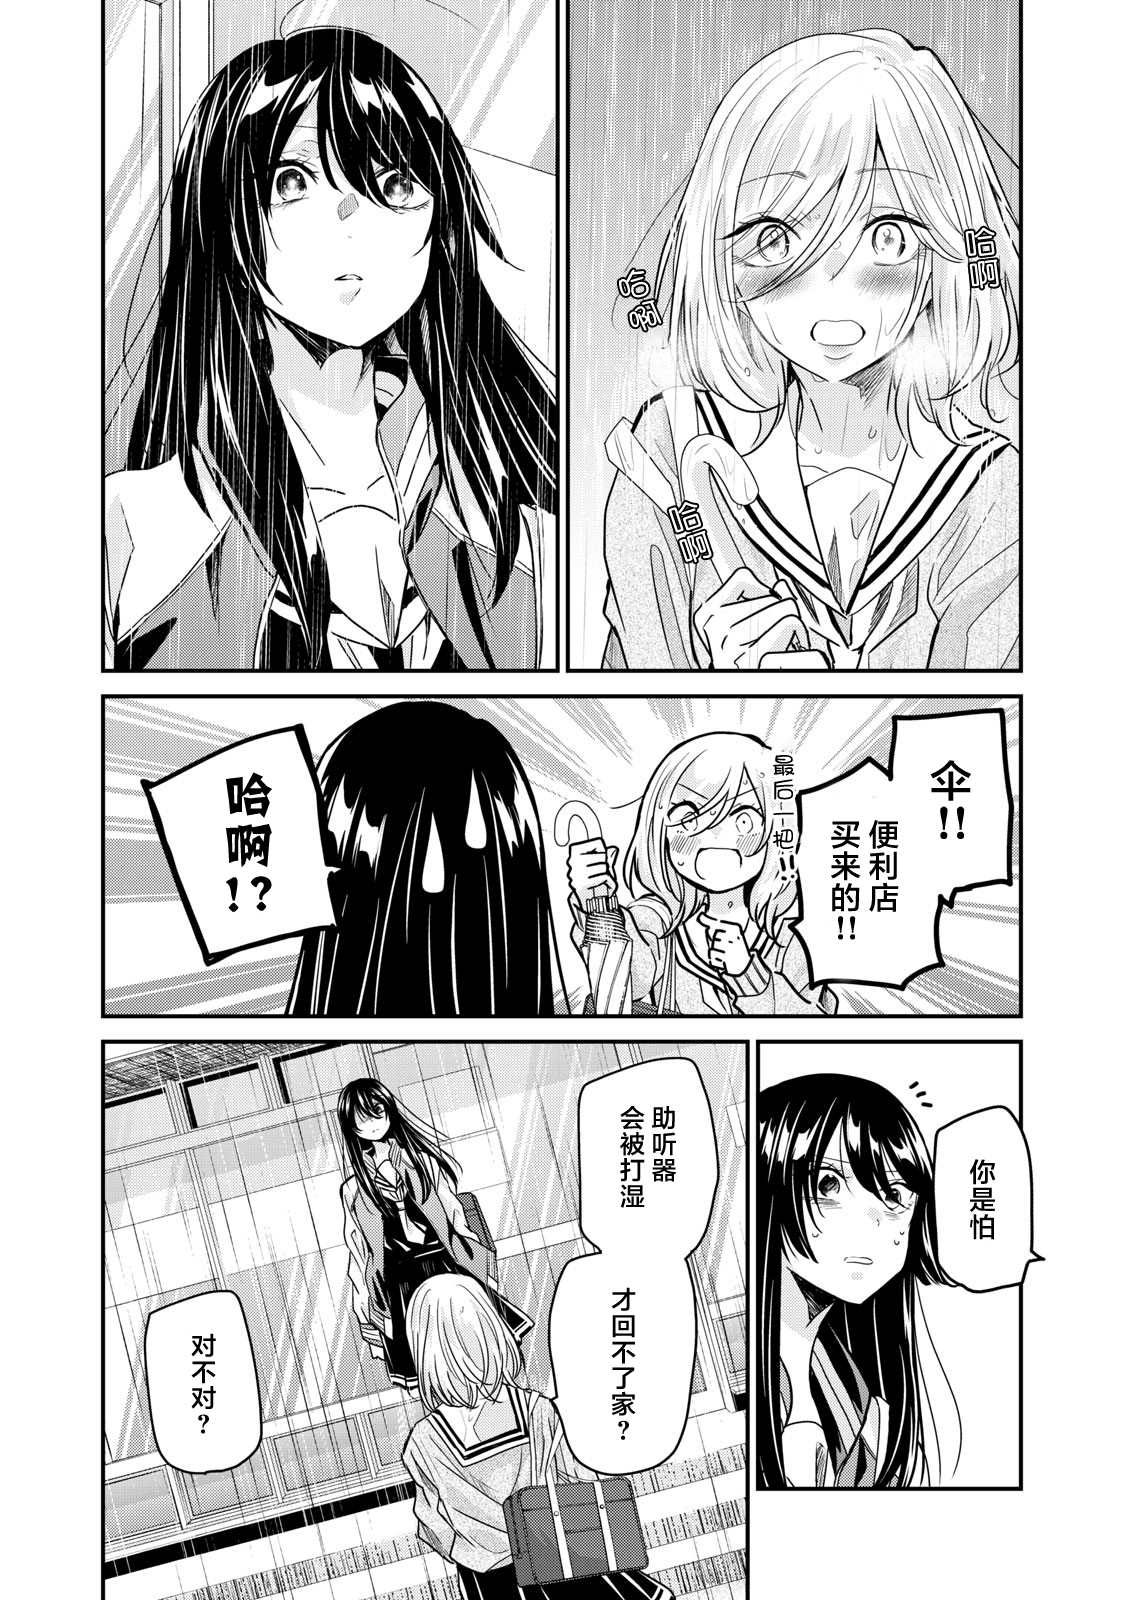 哈啊
哈啊
哈啊
伞!!
便利店
买来的!!
最后一把!!
哈啊!?
你是怕
助听器
会被打湿
才回不了家?
对不对?